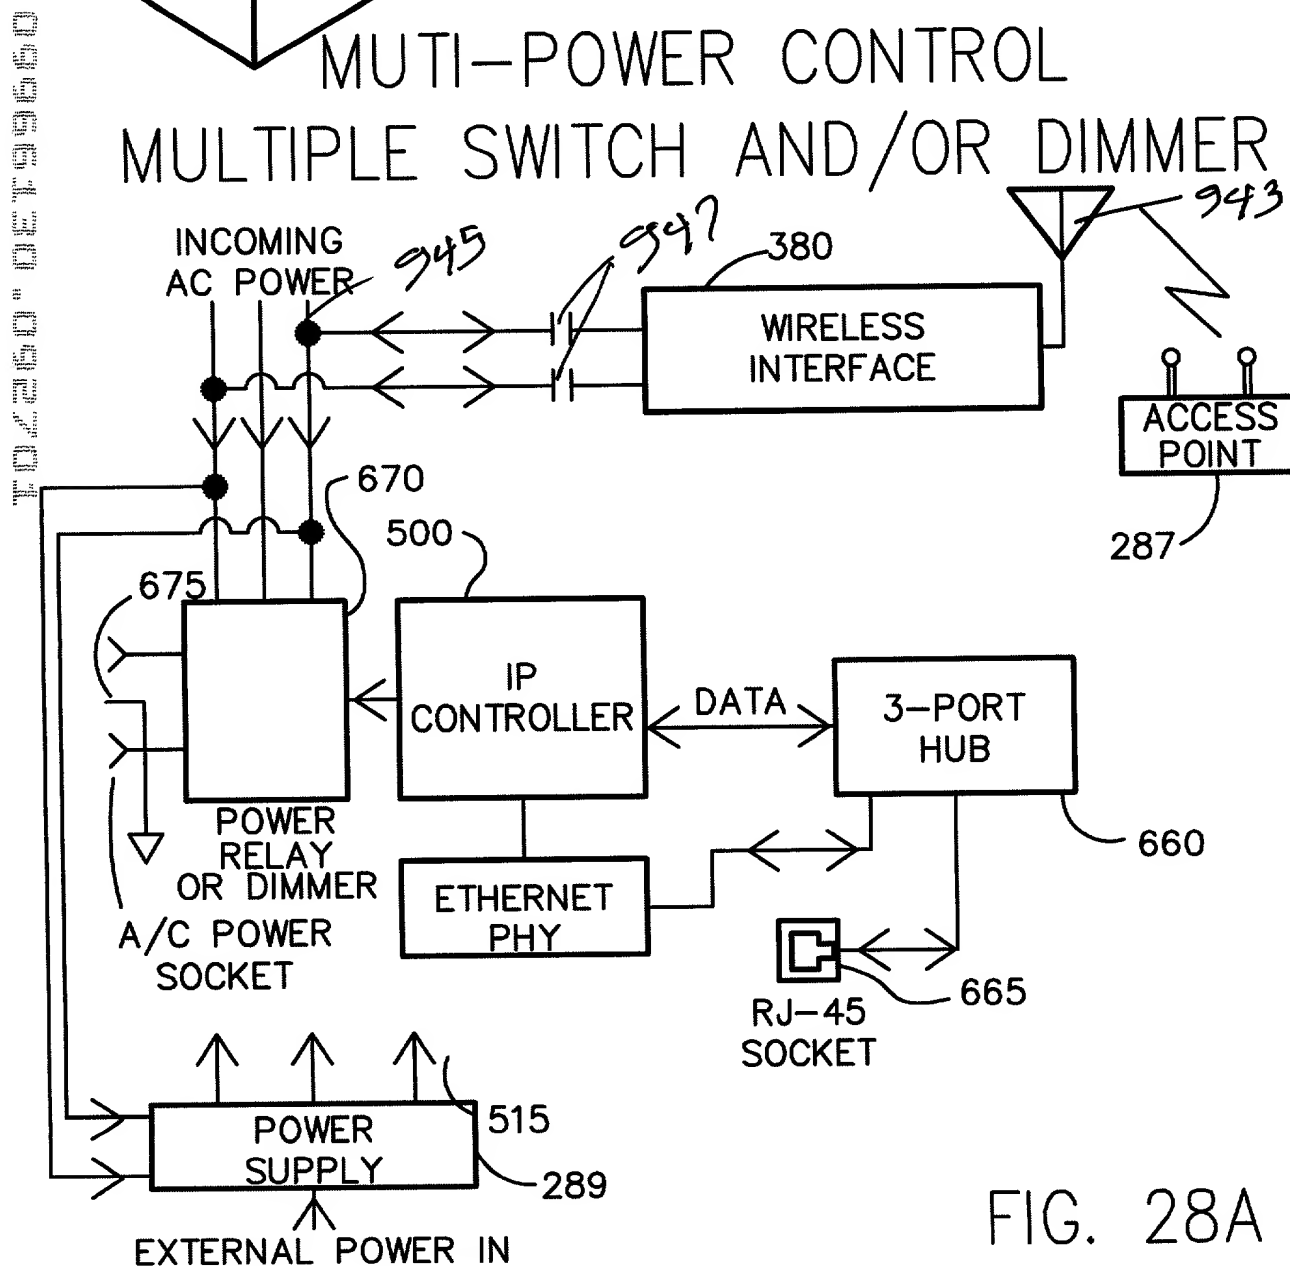 MUTI-POWER CONTROL
MULTIPLE SWITCH AND/OR DIMMER
943
INCOMING
AC POWER
945
947
380
WIRELESS
INTERFACE
ACCESS
POINT
287
670
500
675
IP
CONTROLLER
DATA
3-PORT
HUB
660
POWER
RELAY
OR DIMMER
ETHERNET
PHY
A/C POWER
SOCKET
665
RJ-45
SOCKET
515
POWER
SUPPLY
289
EXTERNAL POWER IN
FIG. 28A
09966130.092701